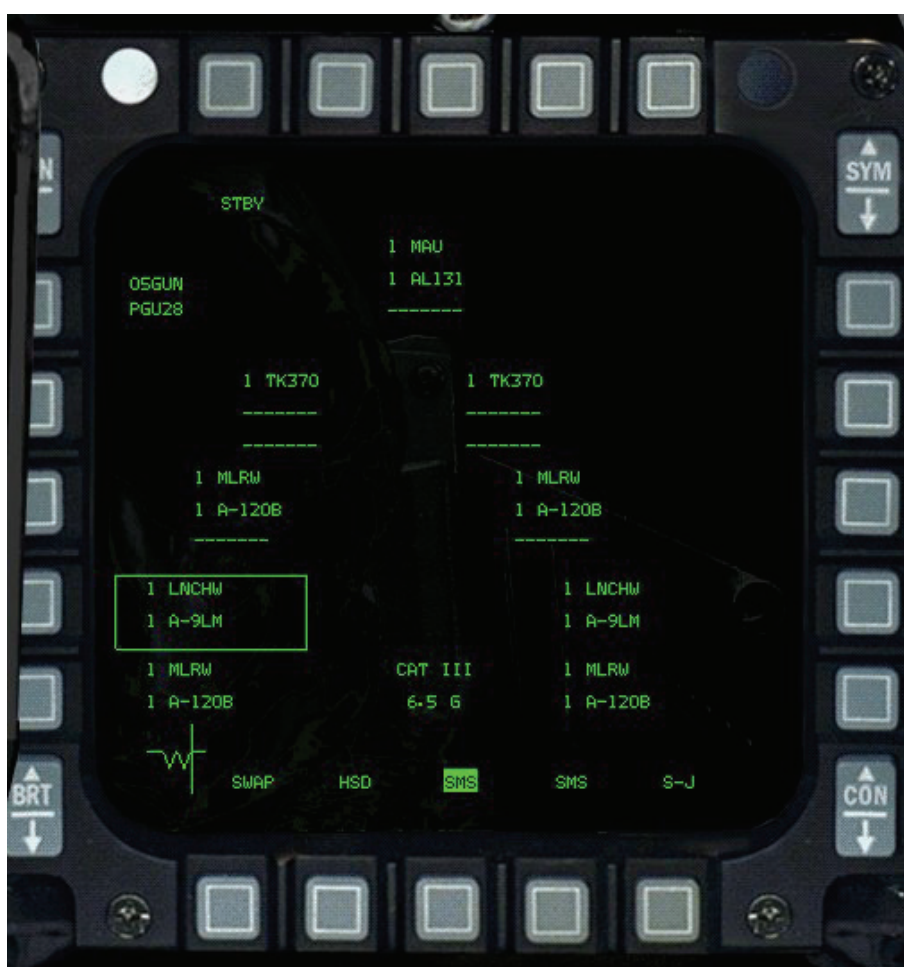 SYM
STBY
1 MAU
1 AL131
-------
05GUN
PGU28
1 TK370 1 TK370
------- -------
------- -------
1 MLRW 1 MLRW
1 A-120B 1 A-120B
------- -------
1 LNCHW 1 LNCHW
1 A-9LM 1 A-9LM
1 MLRW CAT III 1 MLRW
1 A-120B 6.5 G 1 A-120B
SWAP HSD SMS SMS S-J
BRT CON